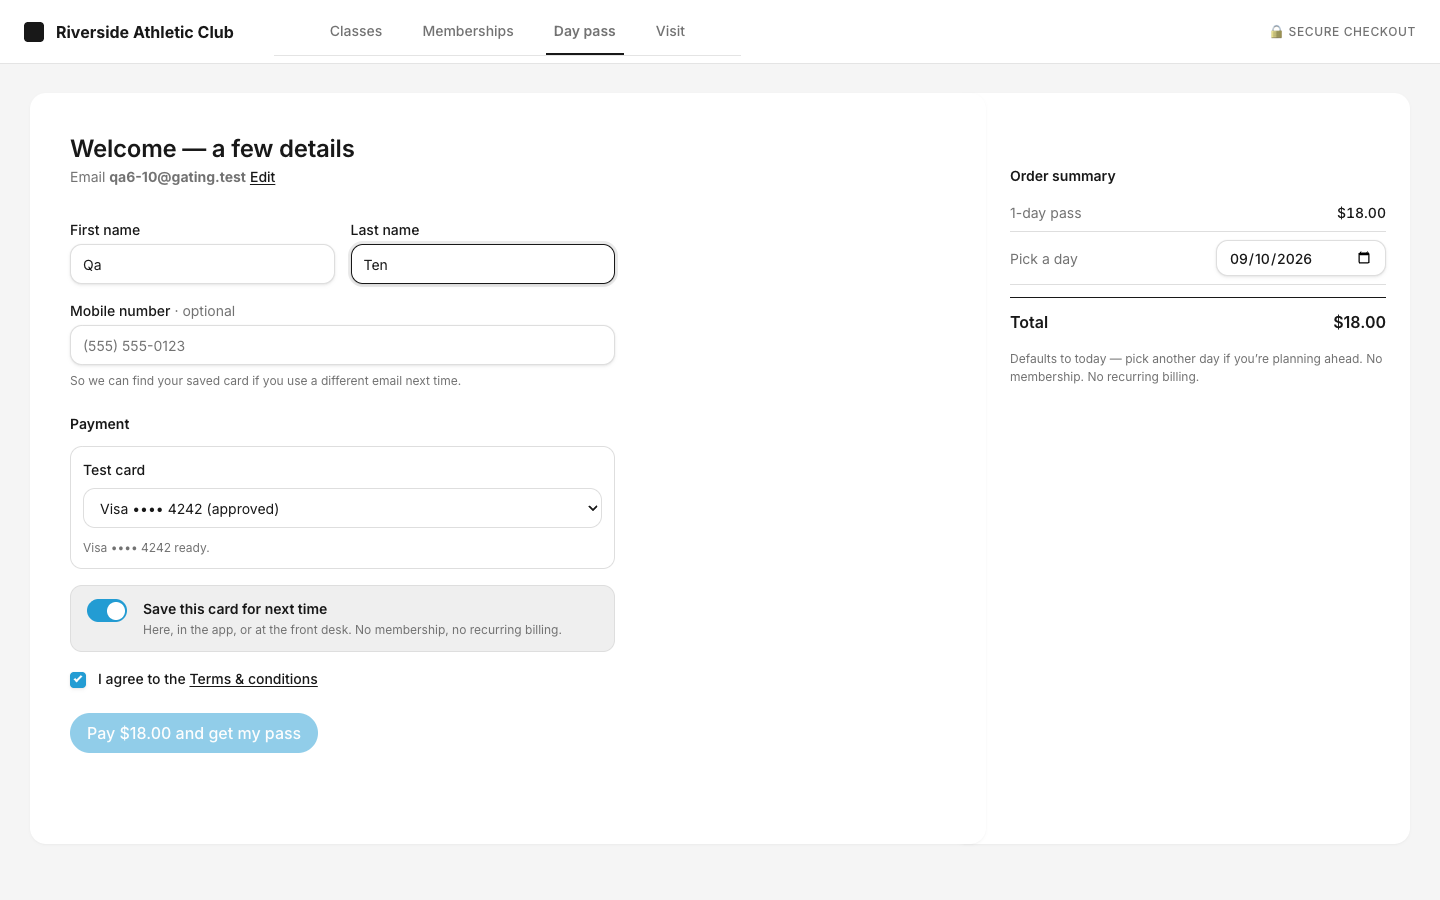 Riverside Athletic Club
Classes
Memberships
Day pass
Visit
🔒 SECURE CHECKOUT
Welcome — a few details
Email qa6-10@gating.test Edit
First name
Last name
Qa
Ten
Mobile number · optional
(555) 555-0123
So we can find your saved card if you use a different email next time.
Payment
Test card
Visa •••• 4242 (approved)
Visa •••• 4242 ready.
Save this card for next time
Here, in the app, or at the front desk. No membership, no recurring billing.
I agree to the Terms & conditions
Pay $18.00 and get my pass
Order summary
1-day pass $18.00
Pick a day 09/10/2026
Total $18.00
Defaults to today — pick another day if you’re planning ahead. No
membership. No recurring billing.